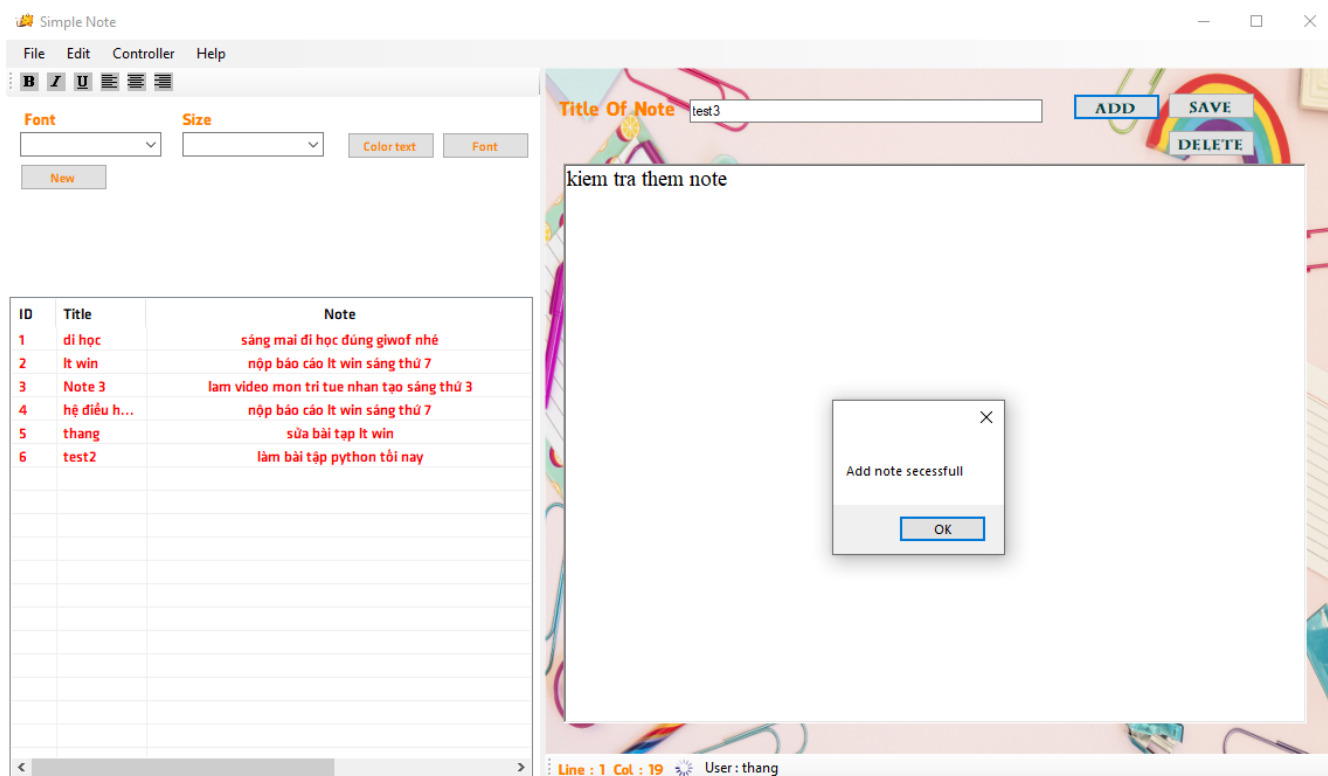 Simple Note
File Edit Controller Help
B I U
Font Size
Color text Font
New
Title Of Note test3 ADD SAVE
DELETE
kiem tra them note
ID Title Note
1 di học sáng mai đi học đúng giwof nhé
2 lt win nộp báo cáo lt win sáng thứ 7
3 Note 3 lam video mon tri tue nhan tạo sáng thứ 3
4 hệ điều h... nộp báo cáo lt win sáng thứ 7
5 thang sửa bài tạp lt win
6 test2 làm bài tập python tối nay
Add note secessfull
OK
Line : 1 Col : 19 User : thang